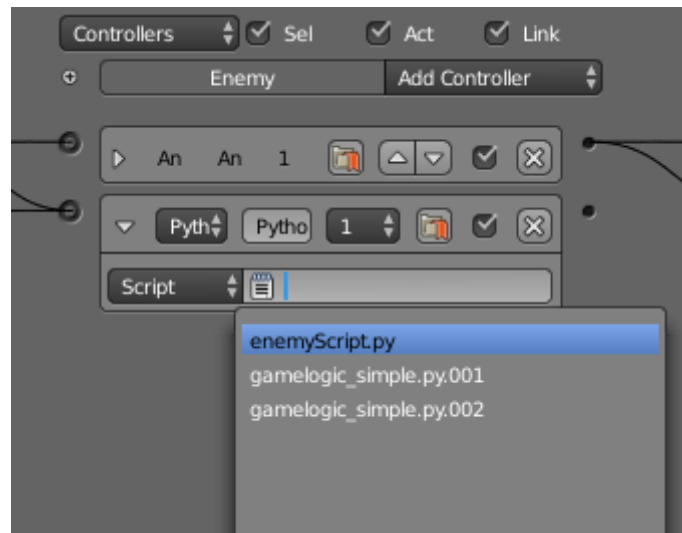 Controllers Sel Act Link
Enemy Add Controller
An An 1
Pyth Pytho 1
Script
enemyScript.py
gamelogic_simple.py.001
gamelogic_simple.py.002